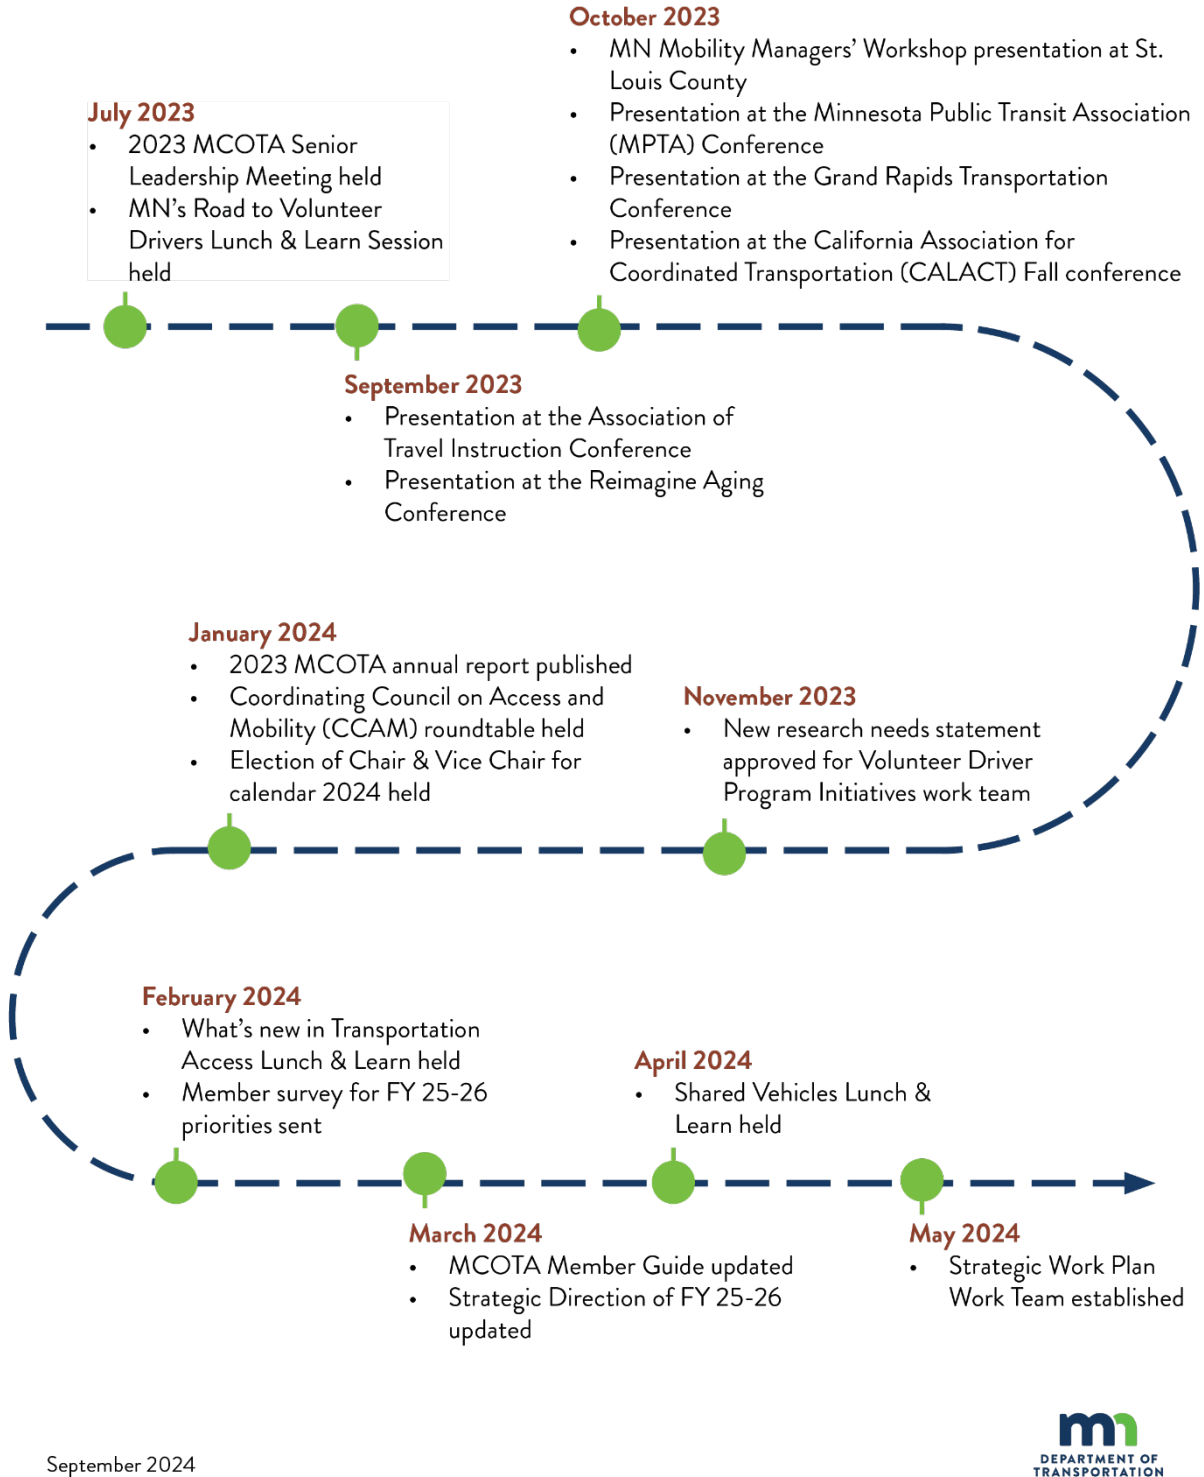 July 2023
• 2023 MCOTA Senior
Leadership Meeting held
• MN's Road to Volunteer
Drivers Lunch & Learn Session
held
September 2023
• Presentation at the Association of
Travel Instruction Conference
• Presentation at the Reimagine Aging
Conference
October 2023
• MN Mobility Managers' Workshop presentation at St.
Louis County
• Presentation at the Minnesota Public Transit Association
(MPTA) Conference
• Presentation at the Grand Rapids Transportation
Conference
• Presentation at the California Association for
Coordinated Transportation (CALACT) Fall conference
November 2023
• New research needs statement
approved for Volunteer Driver
Program Initiatives work team
January 2024
• 2023 MCOTA annual report published
• Coordinating Council on Access and
Mobility (CCAM) roundtable held
• Election of Chair & Vice Chair for
calendar 2024 held
February 2024
• What's new in Transportation
Access Lunch & Learn held
• Member survey for FY 25-26
priorities sent
March 2024
• MCOTA Member Guide updated
• Strategic Direction of FY 25-26
updated
April 2024
• Shared Vehicles Lunch &
Learn held
May 2024
• Strategic Work Plan
Work Team established
September 2024
mn
DEPARTMENT OF
TRANSPORTATION